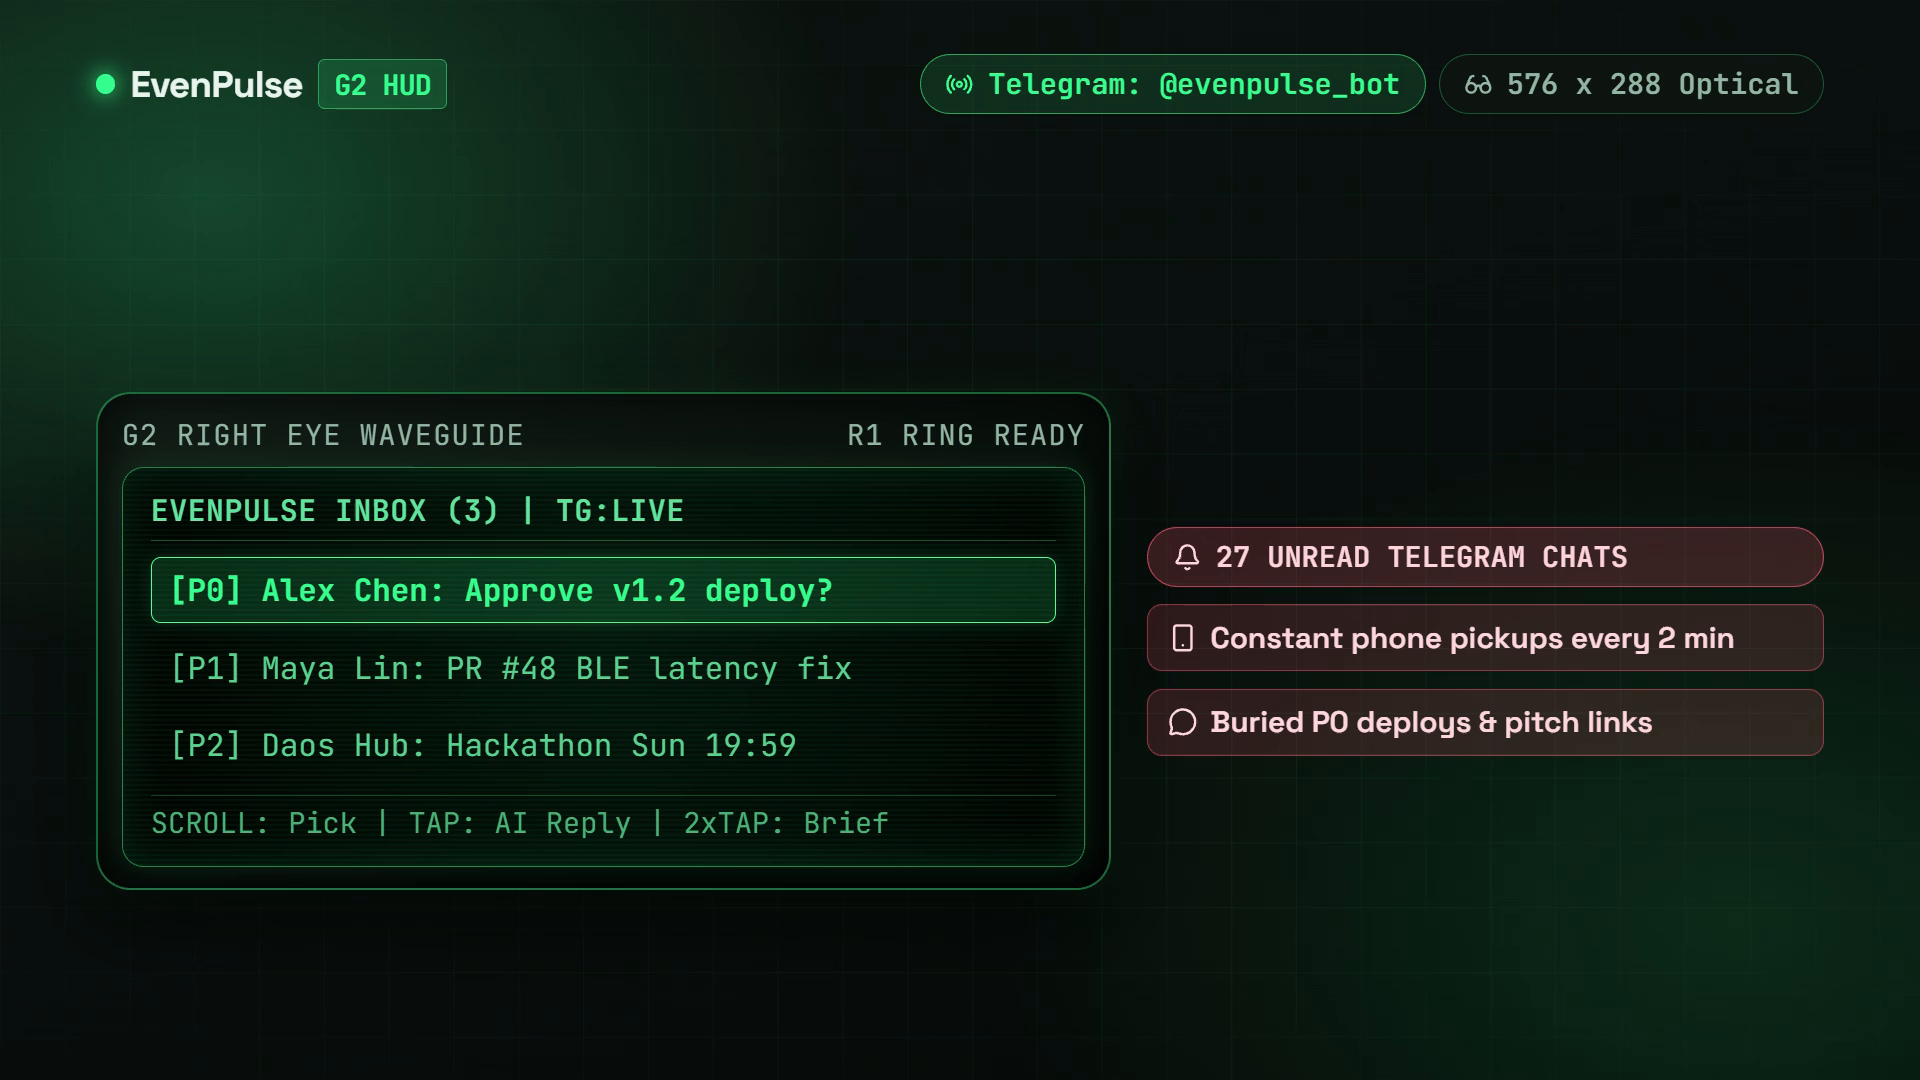 EvenPulse G2 HUD
Telegram: @evenpulse_bot
576 x 288 Optical
G2 RIGHT EYE WAVEGUIDE
R1 RING READY
EVENPULSE INBOX (3) | TG:LIVE
[P0] Alex Chen: Approve v1.2 deploy?
[P1] Maya Lin: PR #48 BLE latency fix
[P2] Daos Hub: Hackathon Sun 19:59
SCROLL: Pick | TAP: AI Reply | 2xTAP: Brief
27 UNREAD TELEGRAM CHATS
Constant phone pickups every 2 min
Buried P0 deploys & pitch links